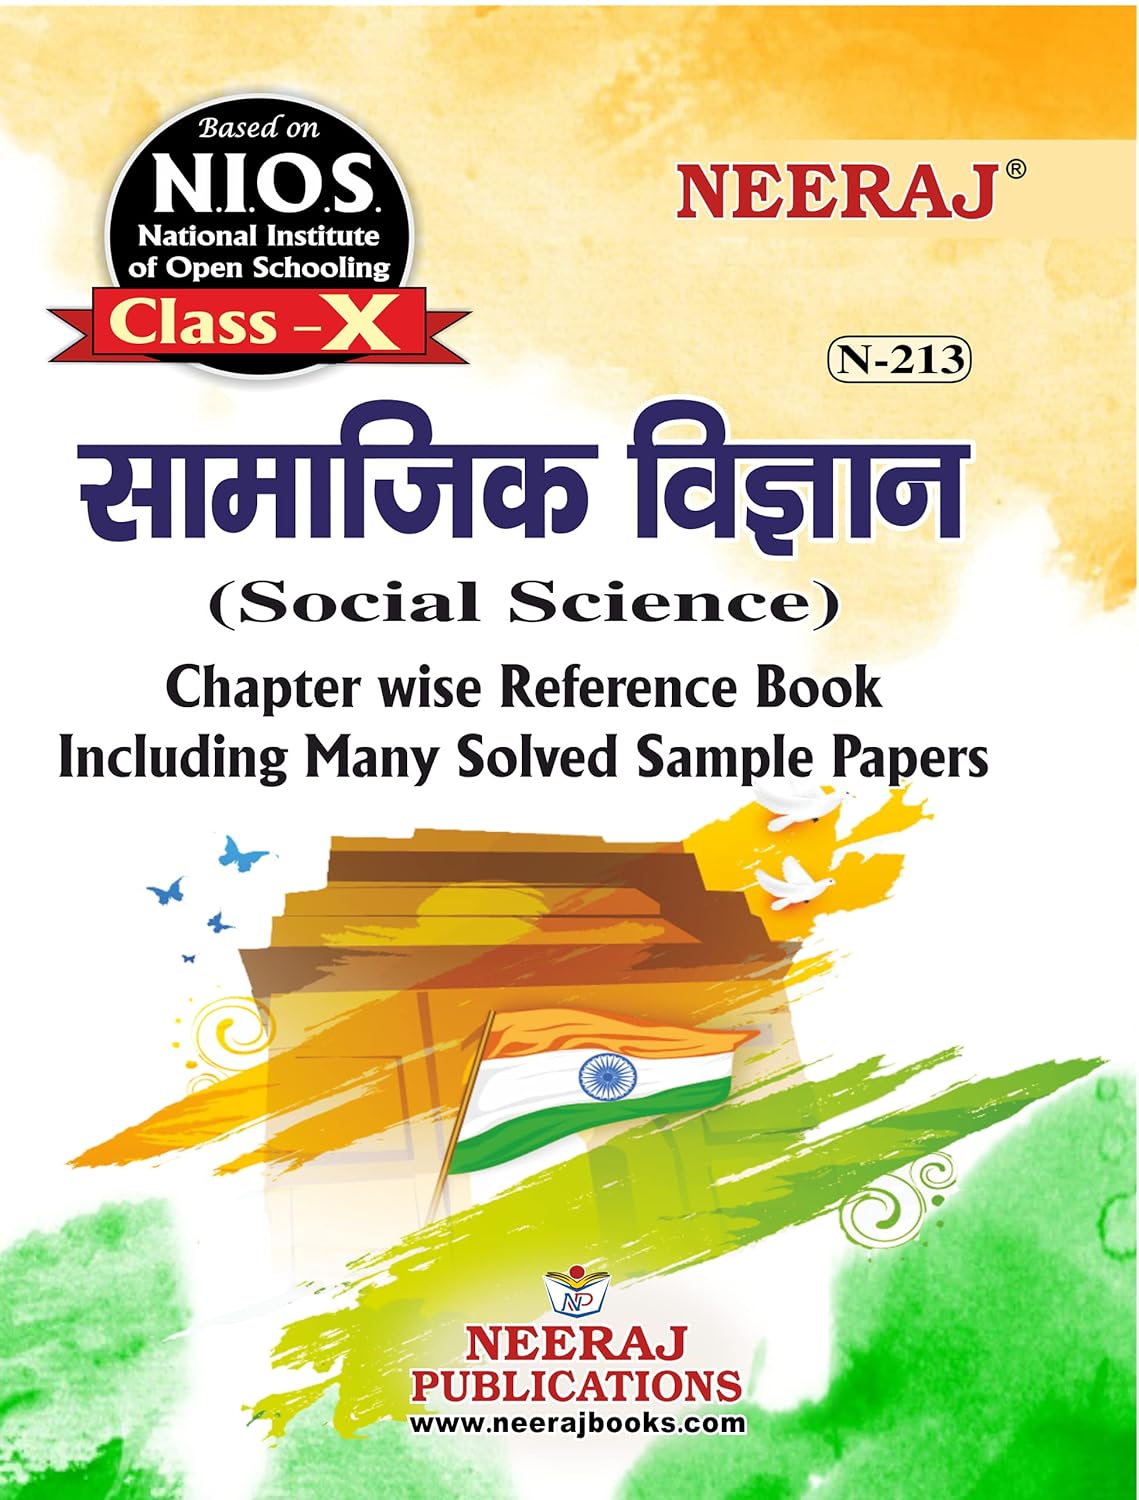 Based on
N.I.O.S.
National Institute
of Open Schooling
Class - X
NEERAJ®
N-213
सामाजिक विज्ञान
(Social Science)
Chapter wise Reference Book
Including Many Solved Sample Papers
NP
NEERAJ
PUBLICATIONS
www.neerajbooks.com